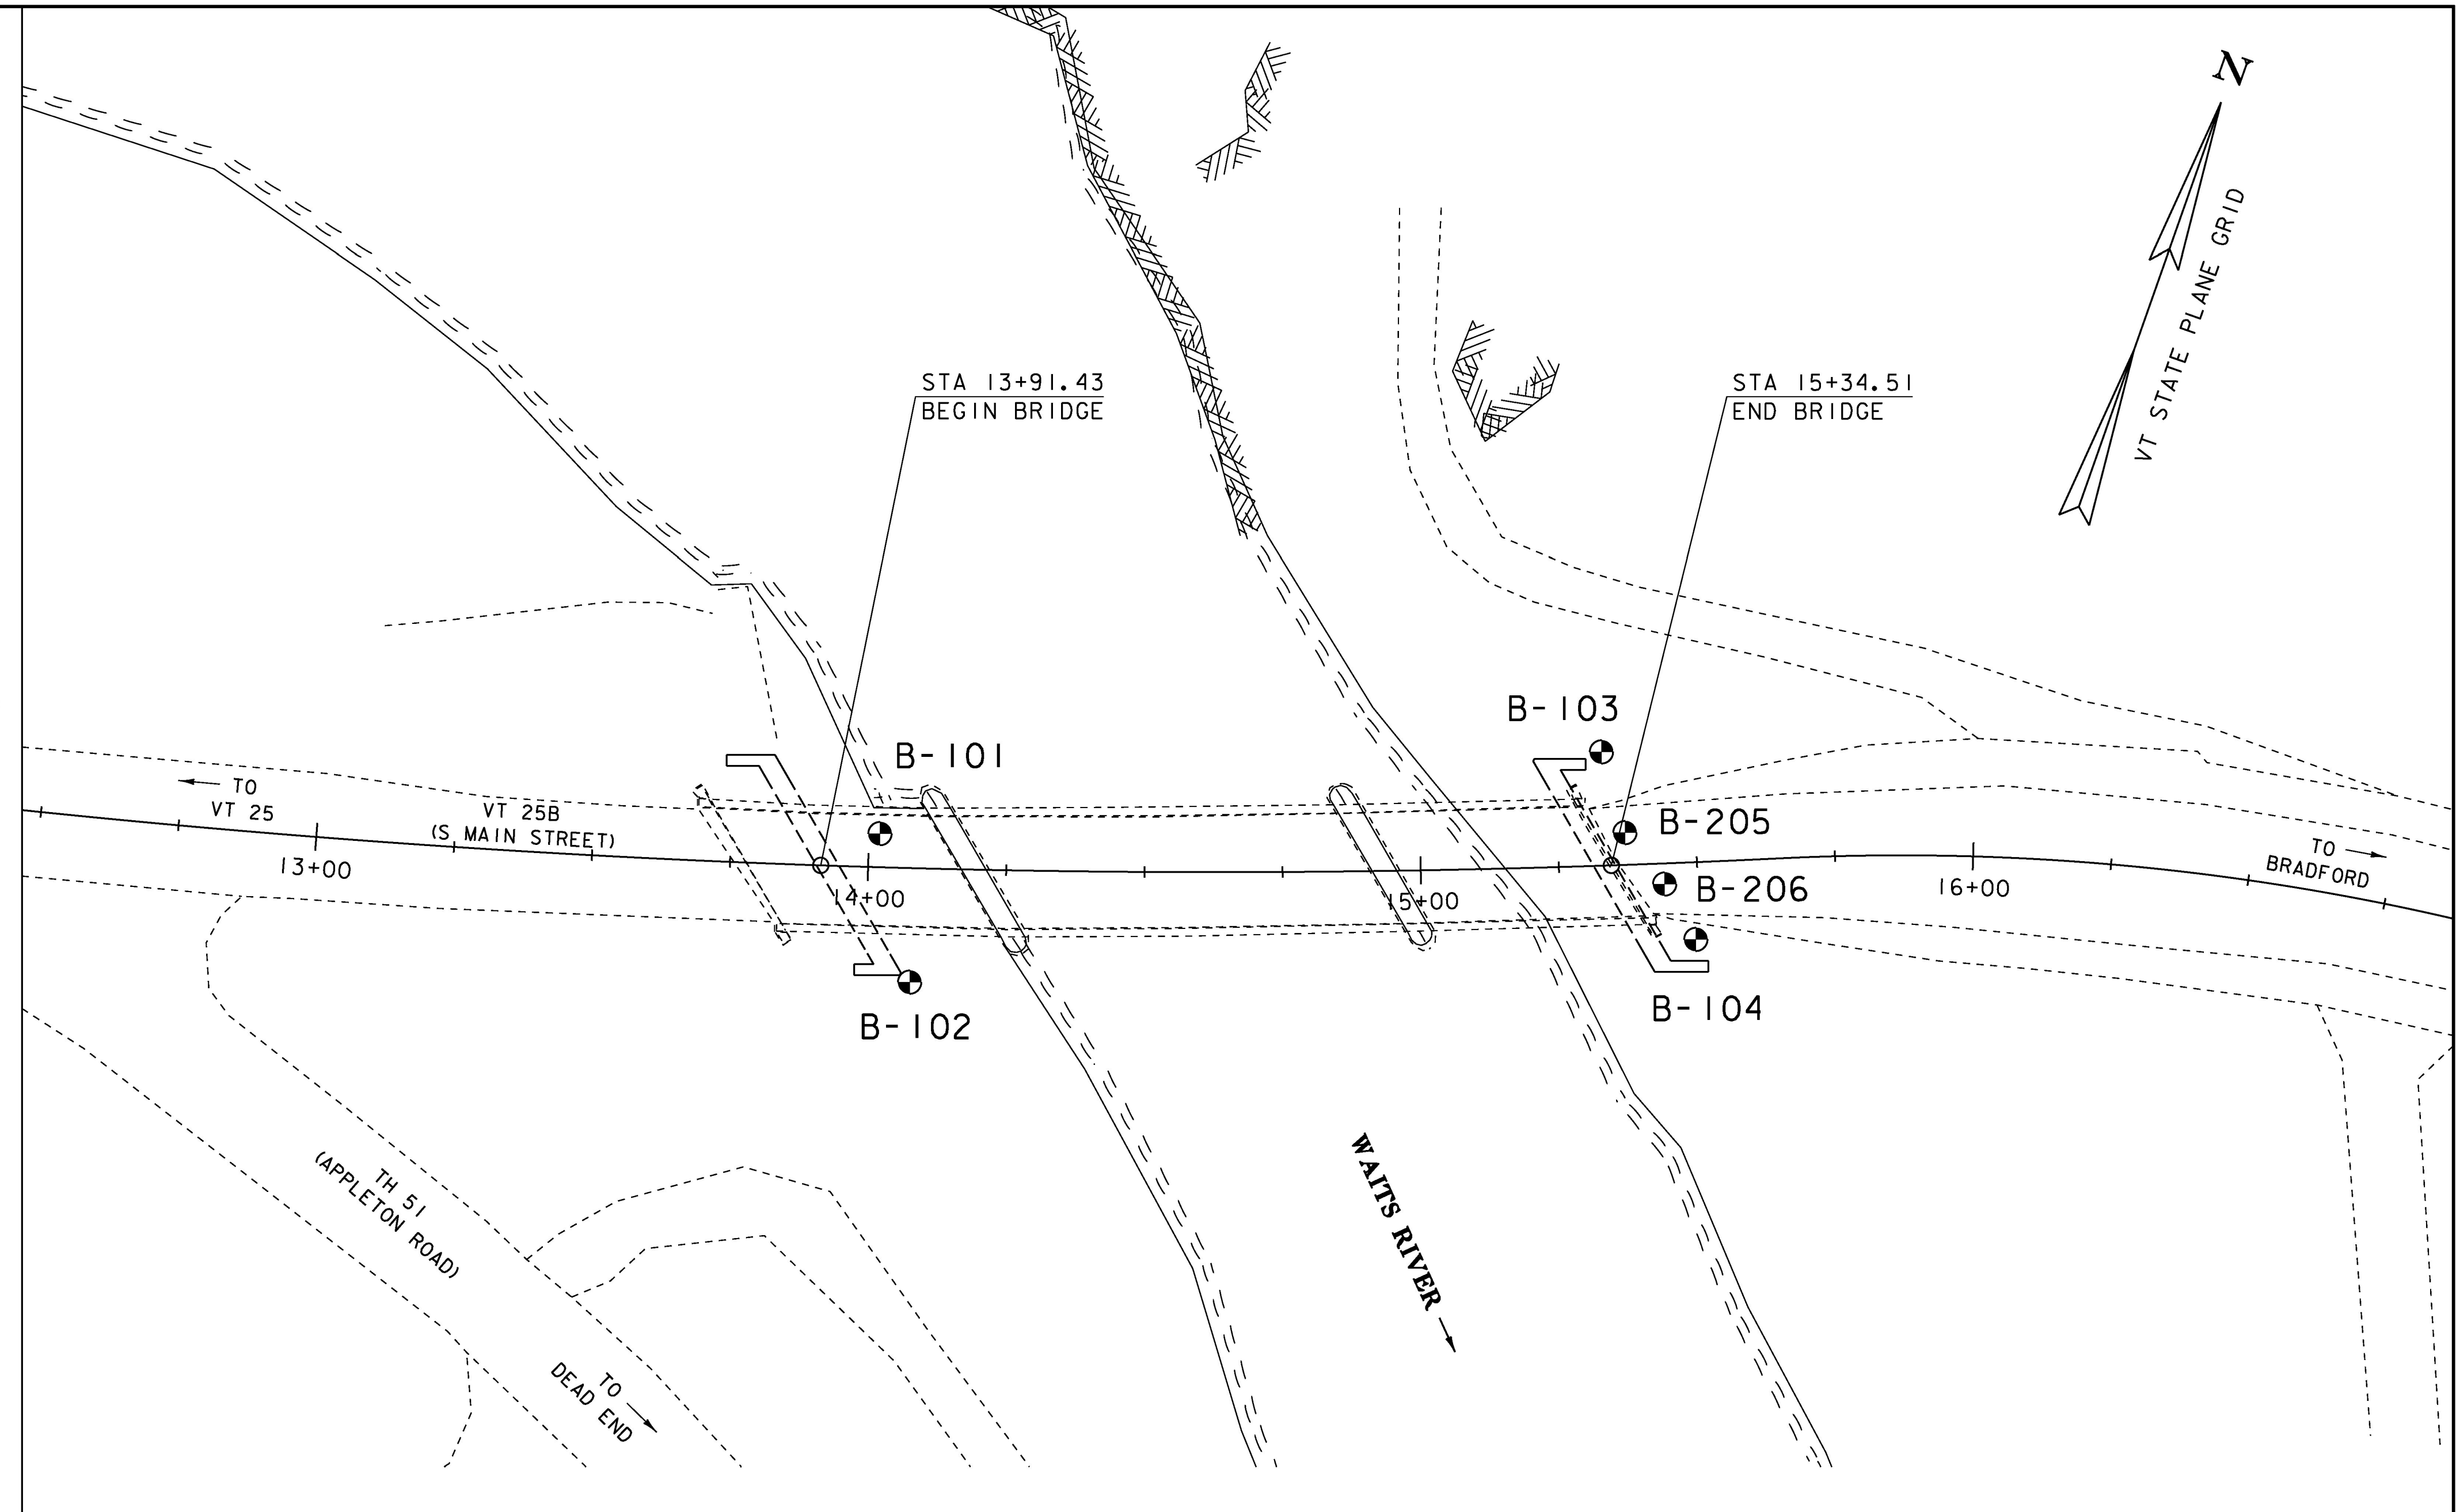 N
VT STATE PLANE GRID
STA 13+91.43
BEGIN BRIDGE
STA 15+34.51
END BRIDGE
B-103
B-101
TO
VT 25
VT 25B
(S MAIN STREET)
B-205
13+00
14+00
15+00
B-206
16+00
TO
BRADFORD
B-102
B-104
WAITS RIVER
TH 51
(APPLETON ROAD)
TO
DEAD END